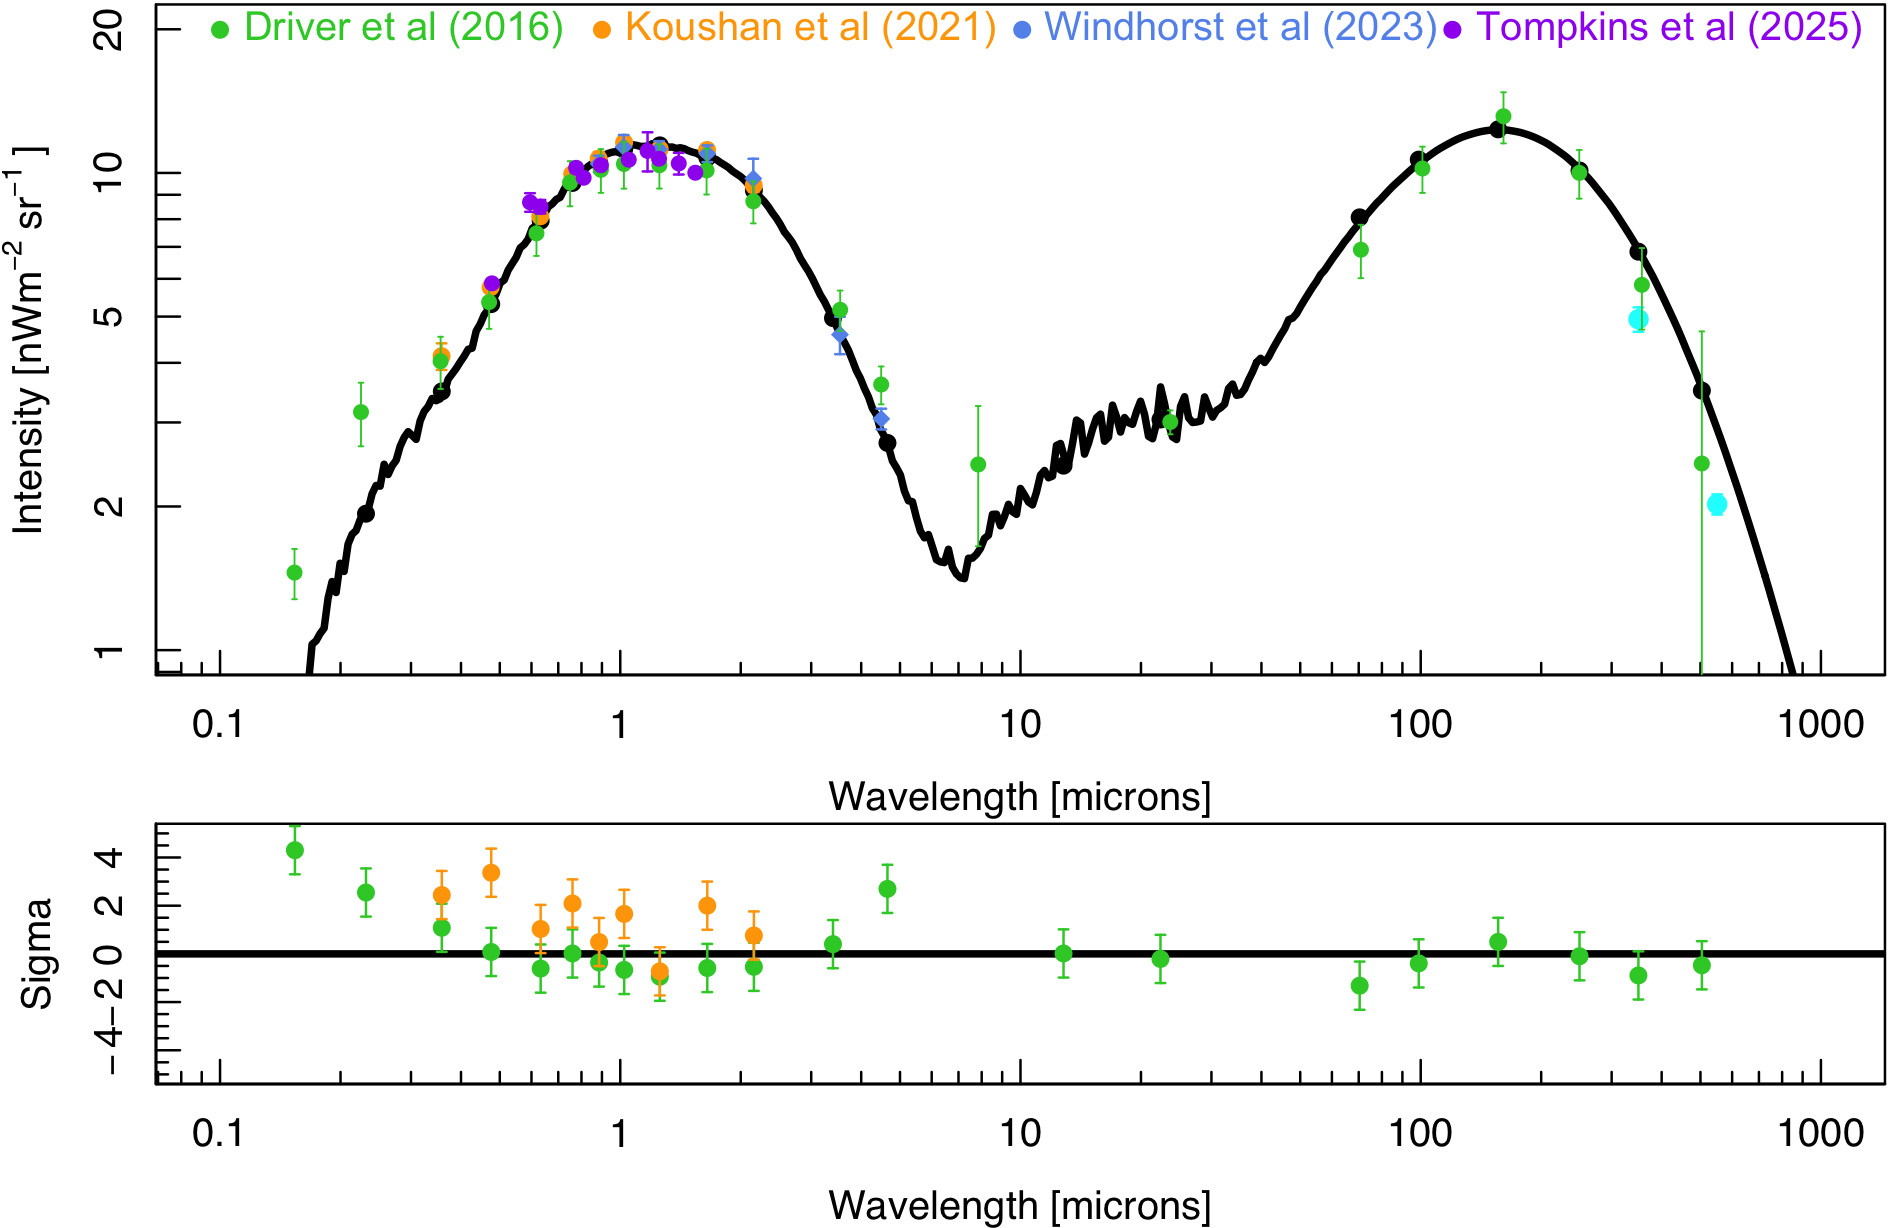 Driver et al (2016) Koushan et al (2021) Windhorst et al (2023) Tompkins et al (2025)
Intensity [nWm−2 sr−1 ]
20
10
5
2
1
0.1 1 10 100 1000
Wavelength [microns]
Sigma
4
2
0
−2
−4
0.1 1 10 100 1000
Wavelength [microns]